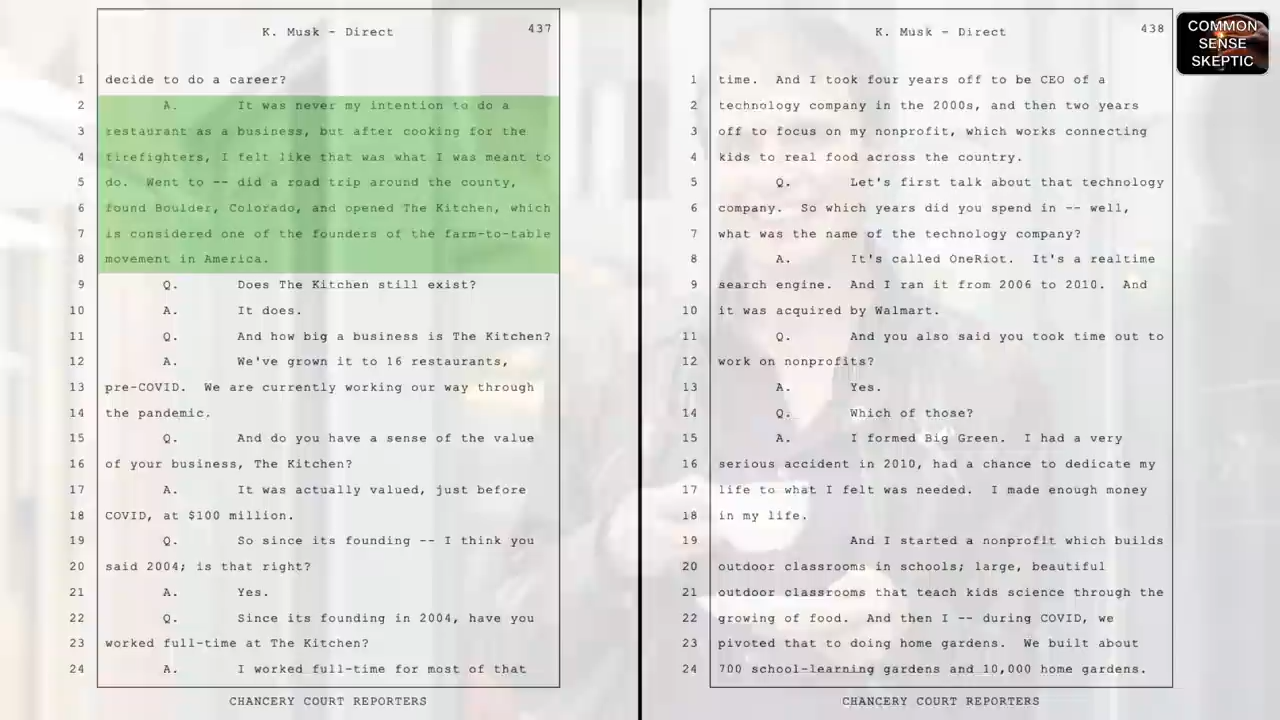 K. Musk - Direct 437
1 decide to do a career?
2 A. It was never my intention to do a
3 restaurant as a business, but after cooking for the
4 firefighters, I felt like that was what I was meant to
5 do. Went to -- did a road trip around the county,
6 found Boulder, Colorado, and opened The Kitchen, which
7 is considered one of the founders of the farm-to-table
8 movement in America.
9 Q. Does The Kitchen still exist?
10 A. It does.
11 Q. And how big a business is The Kitchen?
12 A. We've grown it to 16 restaurants,
13 pre-COVID. We are currently working our way through
14 the pandemic.
15 Q. And do you have a sense of the value
16 of your business, The Kitchen?
17 A. It was actually valued, just before
18 COVID, at $100 million.
19 Q. So since its founding -- I think you
20 said 2004; is that right?
21 A. Yes.
22 Q. Since its founding in 2004, have you
23 worked full-time at The Kitchen?
24 A. I worked full-time for most of that
CHANCERY COURT REPORTERS
K. Musk - Direct 438
1 time. And I took four years off to be CEO of a
2 technology company in the 2000s, and then two years
3 off to focus on my nonprofit, which works connecting
4 kids to real food across the country.
5 Q. Let's first talk about that technology
6 company. So which years did you spend in -- well,
7 what was the name of the technology company?
8 A. It's called OneRiot. It's a realtime
9 search engine. And I ran it from 2006 to 2010. And
10 it was acquired by Walmart.
11 Q. And you also said you took time out to
12 work on nonprofits?
13 A. Yes.
14 Q. Which of those?
15 A. I formed Big Green. I had a very
16 serious accident in 2010, had a chance to dedicate my
17 life to what I felt was needed. I made enough money
18 in my life.
19 And I started a nonprofit which builds
20 outdoor classrooms in schools; large, beautiful
21 outdoor classrooms that teach kids science through the
22 growing of food. And then I -- during COVID, we
23 pivoted that to doing home gardens. We built about
24 700 school-learning gardens and 10,000 home gardens.
CHANCERY COURT REPORTERS
COMMON
SENSE
SKEPTIC